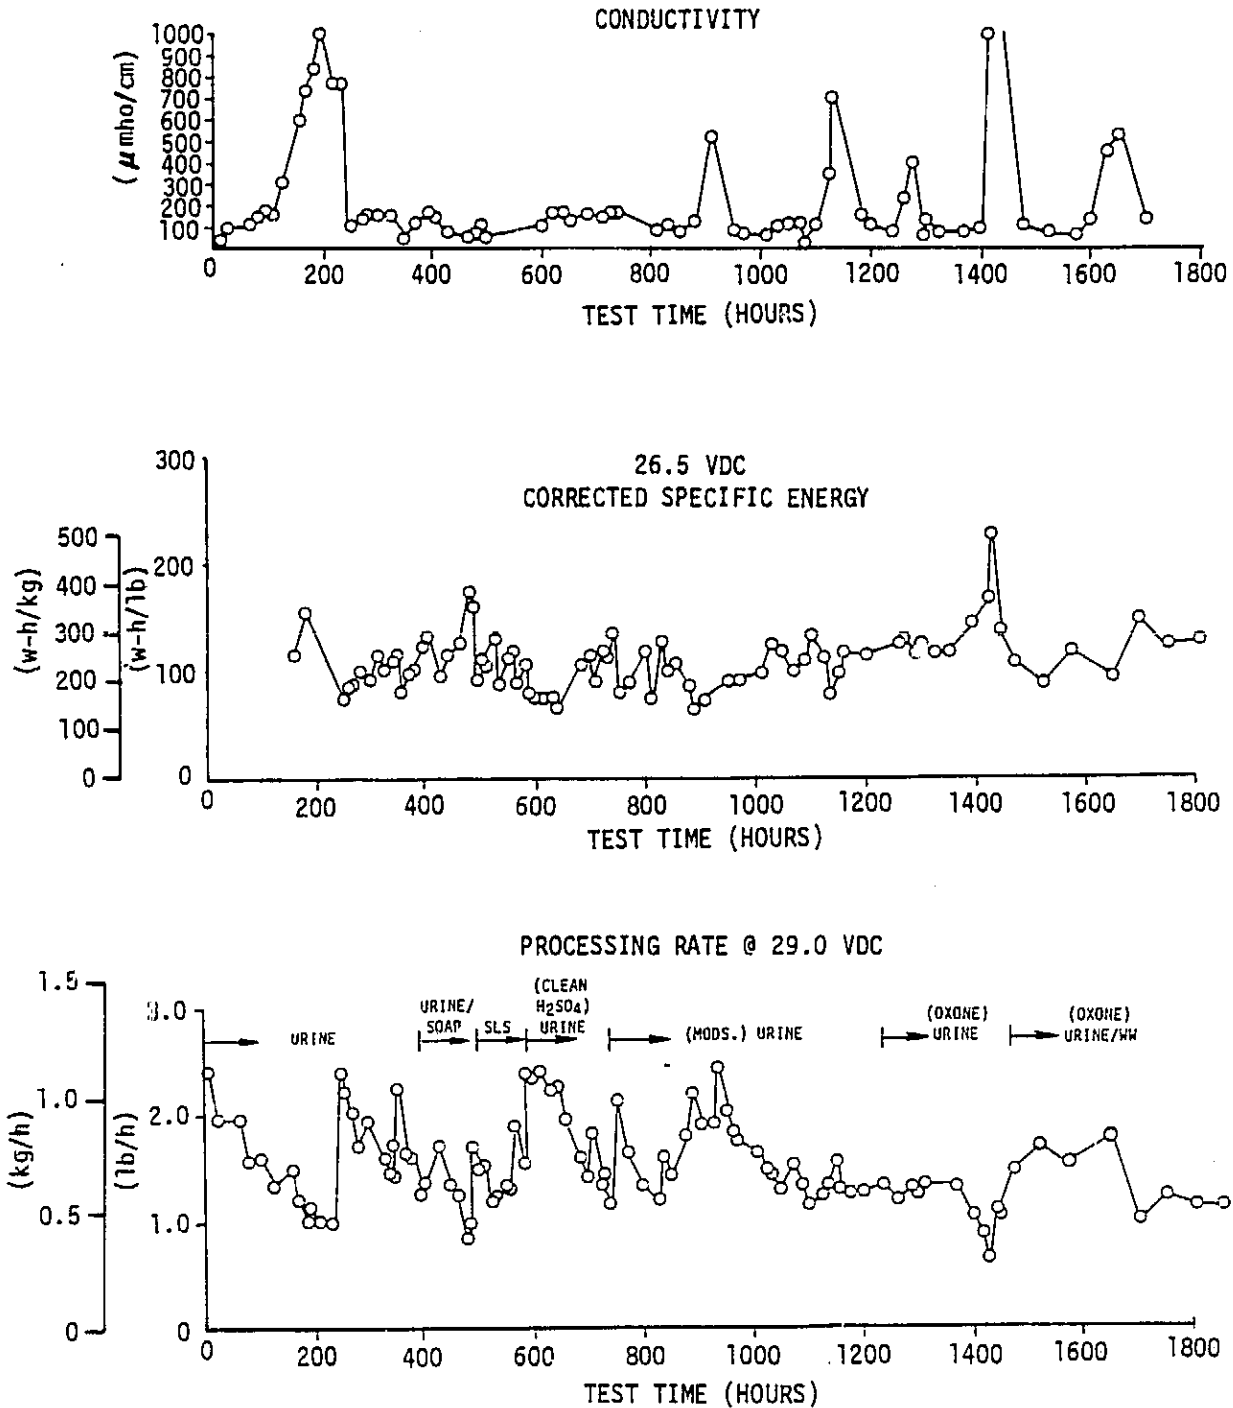 CONDUCTIVITY
(μmho/cm)
1000
900
800
700
600
500
400
300
200
100
0 200 400 600 800 1000 1200 1400 1600 1800
TEST TIME (HOURS)
26.5 VDC
CORRECTED SPECIFIC ENERGY
(w-h/kg)
500
400
300
200
100
0
(w-h/lb)
300
200
100
0
0 200 400 600 800 1000 1200 1400 1600 1800
TEST TIME (HOURS)
PROCESSING RATE @ 29.0 VDC
(kg/h)
1.5
1.0
0.5
0
(lb/h)
3.0
2.0
1.0
0
URINE
URINE/
SOAP
SLS
(CLEAN
H₂SO₄)
URINE
(MODS.) URINE
(OXONE)
URINE
(OXONE)
URINE/WW
0 200 400 600 800 1000 1200 1400 1600 1800
TEST TIME (HOURS)